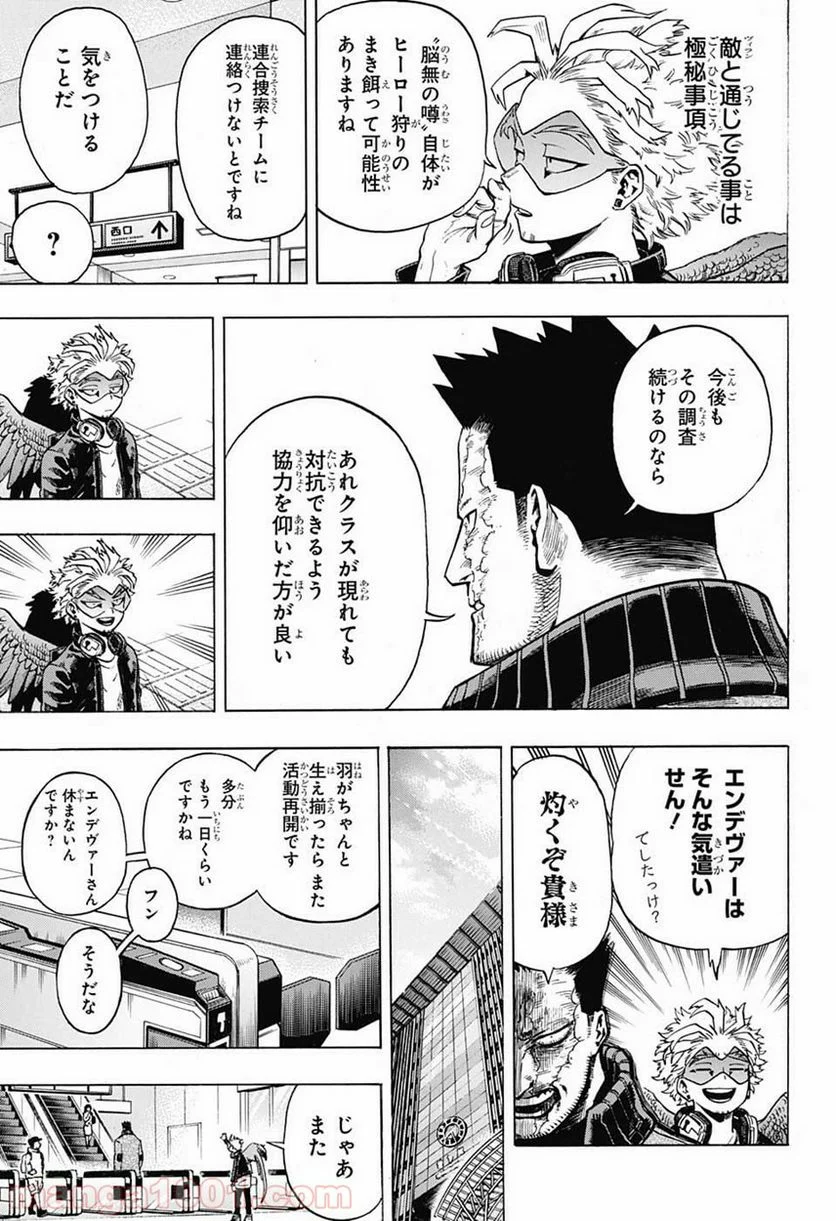 敵と通じてる事は
極秘事項
“脳無の噂”自体が
ヒーロー狩りの
まき餌って可能性
ありますね
連合捜索チームに
連絡つけないとですね
気をつける
ことだ
?
西口
今後も
その調査
続けるのなら
あれクラスが現れても
対抗できるよう
協力を仰いだ方が良い
エンデヴァーは
そんな気遣い
せん!
てしたっけ?
灼くぞ貴様
羽がちゃんと
生え揃ったら また
活動再開です
多分
もう一日くらい
ですかね
エンデヴァーさん
休まないん
ですか?
フン
そうだな
じゃあ
また
manga1001.com